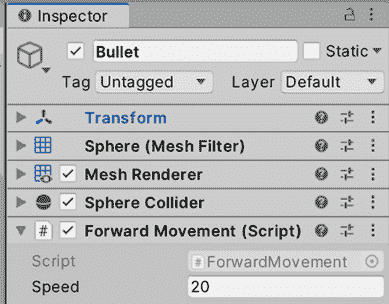 Inspector
Bullet Static
Tag Untagged Layer Default
Transform
Sphere (Mesh Filter)
Mesh Renderer
Sphere Collider
# Forward Movement (Script)
Script # ForwardMovement
Speed 20